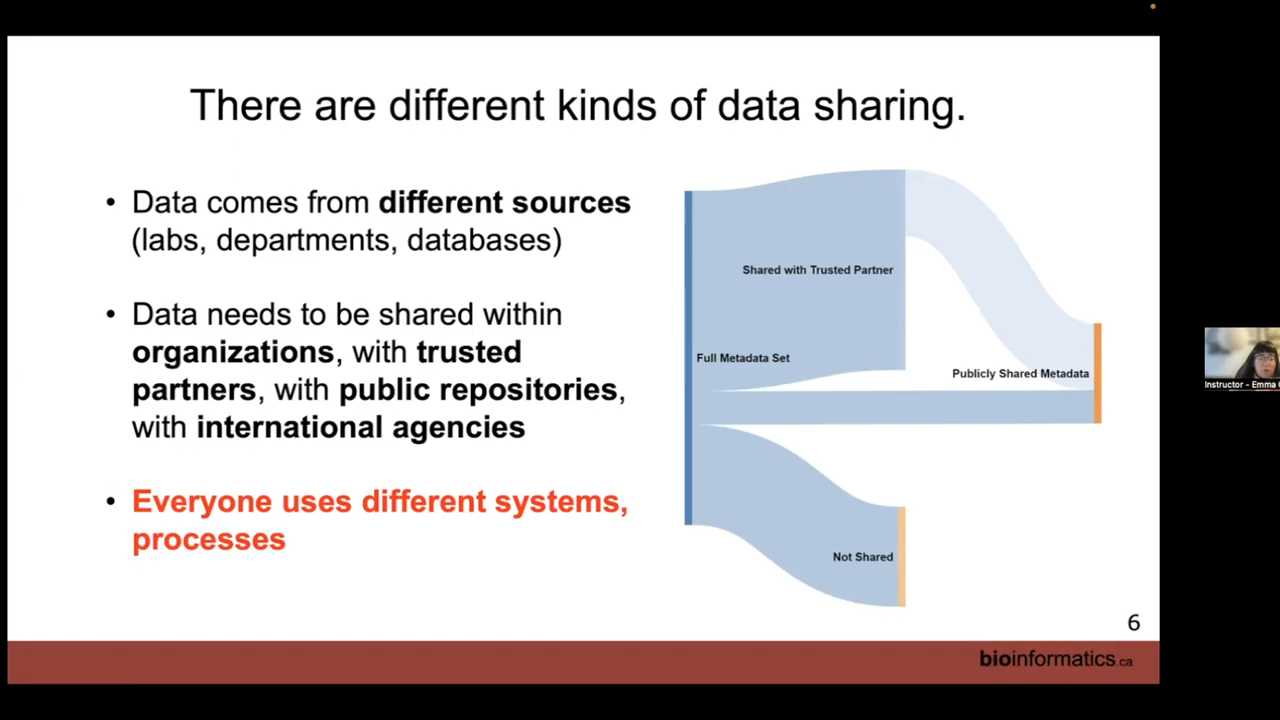 There are different kinds of data sharing.
• Data comes from different sources
(labs, departments, databases)
• Data needs to be shared within
organizations, with trusted
partners, with public repositories,
with international agencies
• Everyone uses different systems,
processes
Shared with Trusted Partner
Full Metadata Set
Publicly Shared Metadata
Not Shared
6
bioinformatics.ca
Instructor - Emma